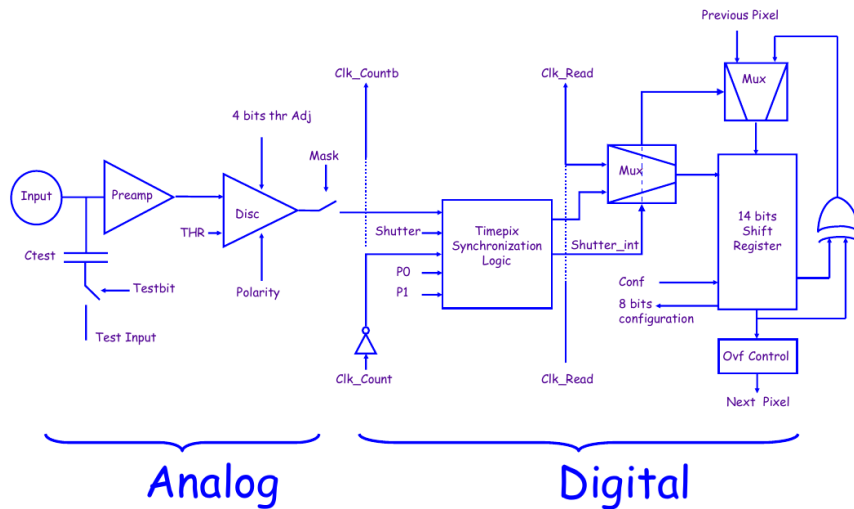 Previous Pixel
Clk_Countb
Clk_Read
Mux
4 bits thr Adj
Mask
Mux
Input
Preamp
Disc
14 bits
Shift
Register
Timepix
Synchronization
Logic
THR
Shutter
Shutter_int
Ctest
P0
Conf
Testbit
Polarity
P1
8 bits
configuration
Test Input
Ovf Control
Clk_Count
Clk_Read
Next Pixel
Analog
Digital